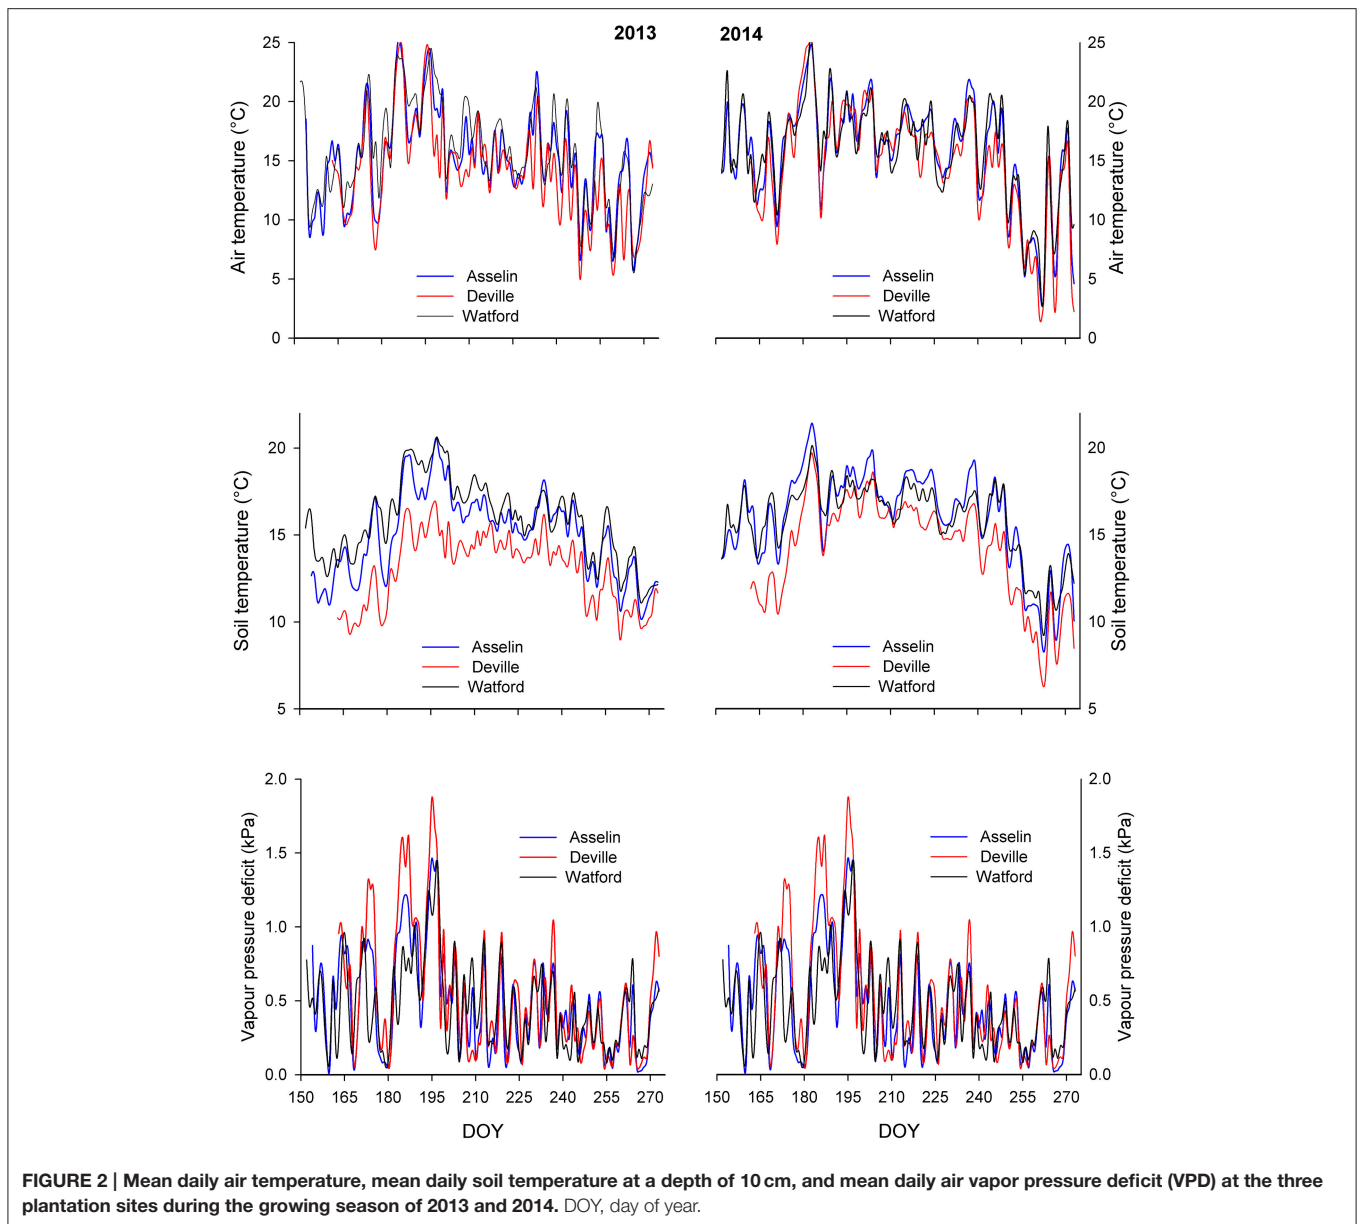 2013
2014
25
20
15
10
5
0
Air temperature (°C)
Asselin
Deville
Watford
25
20
15
10
5
0
Air temperature (°C)
Asselin
Deville
Watford
20
15
10
5
Soil temperature (°C)
Asselin
Deville
Watford
20
15
10
5
Soil temperature (°C)
Asselin
Deville
Watford
2.0
1.5
1.0
0.5
0.0
Vapour pressure deficit (kPa)
Asselin
Deville
Watford
150 165 180 195 210 225 240 255 270
DOY
2.0
1.5
1.0
0.5
0.0
Vapour pressure deficit (kPa)
Asselin
Deville
Watford
150 165 180 195 210 225 240 255 270
DOY
FIGURE 2 | Mean daily air temperature, mean daily soil temperature at a depth of 10 cm, and mean daily air vapor pressure deficit (VPD) at the three
plantation sites during the growing season of 2013 and 2014. DOY, day of year.